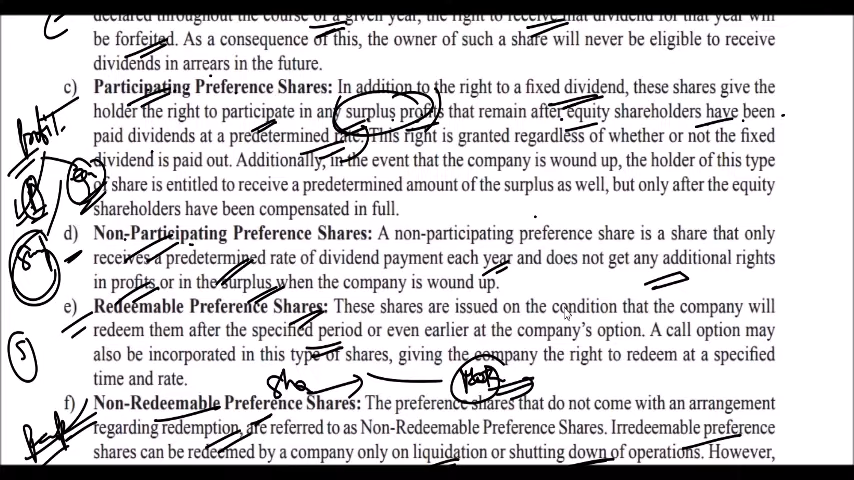 declared throughout the course of a given year, the right to receive that dividend for that year will
be forfeited. As a consequence of this, the owner of such a share will never be eligible to receive
dividends in arrears in the future.
c) Participating Preference Shares: In addition to the right to a fixed dividend, these shares give the
holder the right to participate in any surplus profits that remain after equity shareholders have been
paid dividends at a predetermined rate. This right is granted regardless of whether or not the fixed
dividend is paid out. Additionally, in the event that the company is wound up, the holder of this type
of share is entitled to receive a predetermined amount of the surplus as well, but only after the equity
shareholders have been compensated in full.
d) Non-Participating Preference Shares: A non-participating preference share is a share that only
receives a predetermined rate of dividend payment each year and does not get any additional rights
in profits or in the surplus when the company is wound up.
e) Redeemable Preference Shares: These shares are issued on the condition that the company will
redeem them after the specified period or even earlier at the company's option. A call option may
also be incorporated in this type of shares, giving the company the right to redeem at a specified
time and rate.
f) Non-Redeemable Preference Shares: The preference shares that do not come with an arrangement
regarding redemption, are referred to as Non-Redeemable Preference Shares. Irredeemable preference
shares can be redeemed by a company only on liquidation or shutting down of operations. However,
Profit.
5